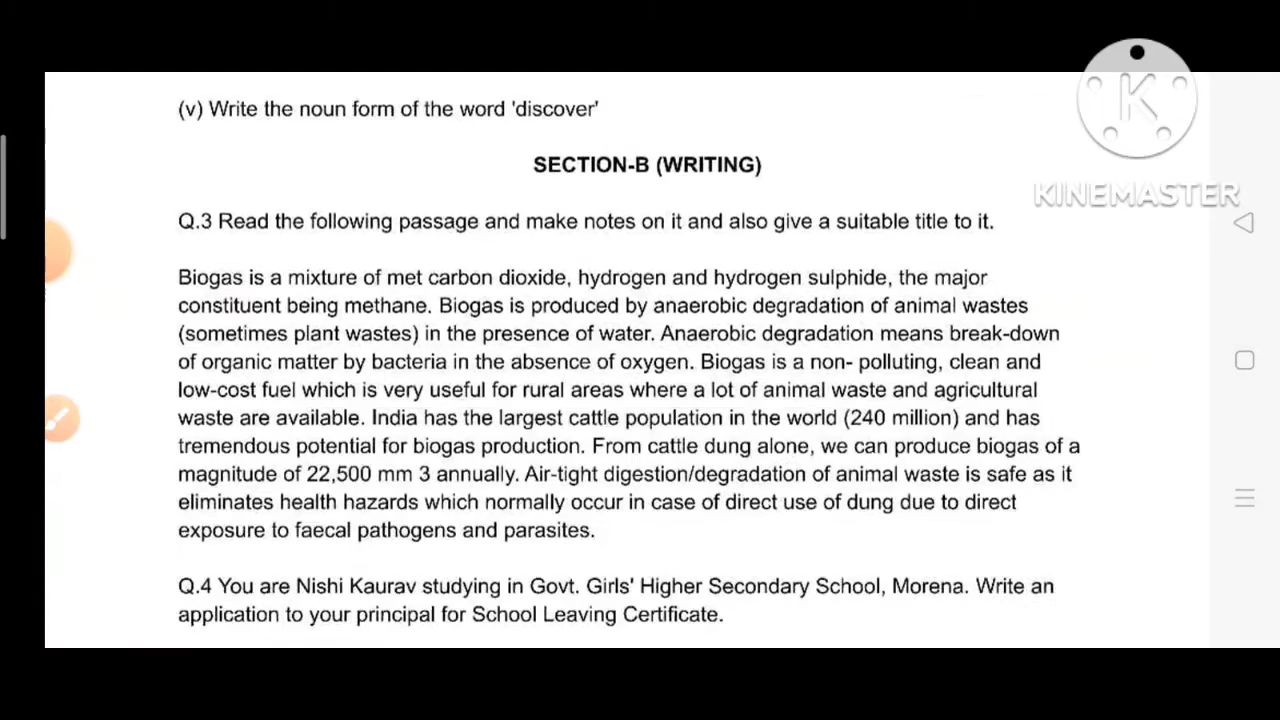 (v) Write the noun form of the word 'discover'
SECTION-B (WRITING)
KINEMASTER
Q.3 Read the following passage and make notes on it and also give a suitable title to it.
Biogas is a mixture of met carbon dioxide, hydrogen and hydrogen sulphide, the major
constituent being methane. Biogas is produced by anaerobic degradation of animal wastes
(sometimes plant wastes) in the presence of water. Anaerobic degradation means break-down
of organic matter by bacteria in the absence of oxygen. Biogas is a non- polluting, clean and
low-cost fuel which is very useful for rural areas where a lot of animal waste and agricultural
waste are available. India has the largest cattle population in the world (240 million) and has
tremendous potential for biogas production. From cattle dung alone, we can produce biogas of a
magnitude of 22,500 mm 3 annually. Air-tight digestion/degradation of animal waste is safe as it
eliminates health hazards which normally occur in case of direct use of dung due to direct
exposure to faecal pathogens and parasites.
Q.4 You are Nishi Kaurav studying in Govt. Girls' Higher Secondary School, Morena. Write an
application to your principal for School Leaving Certificate.